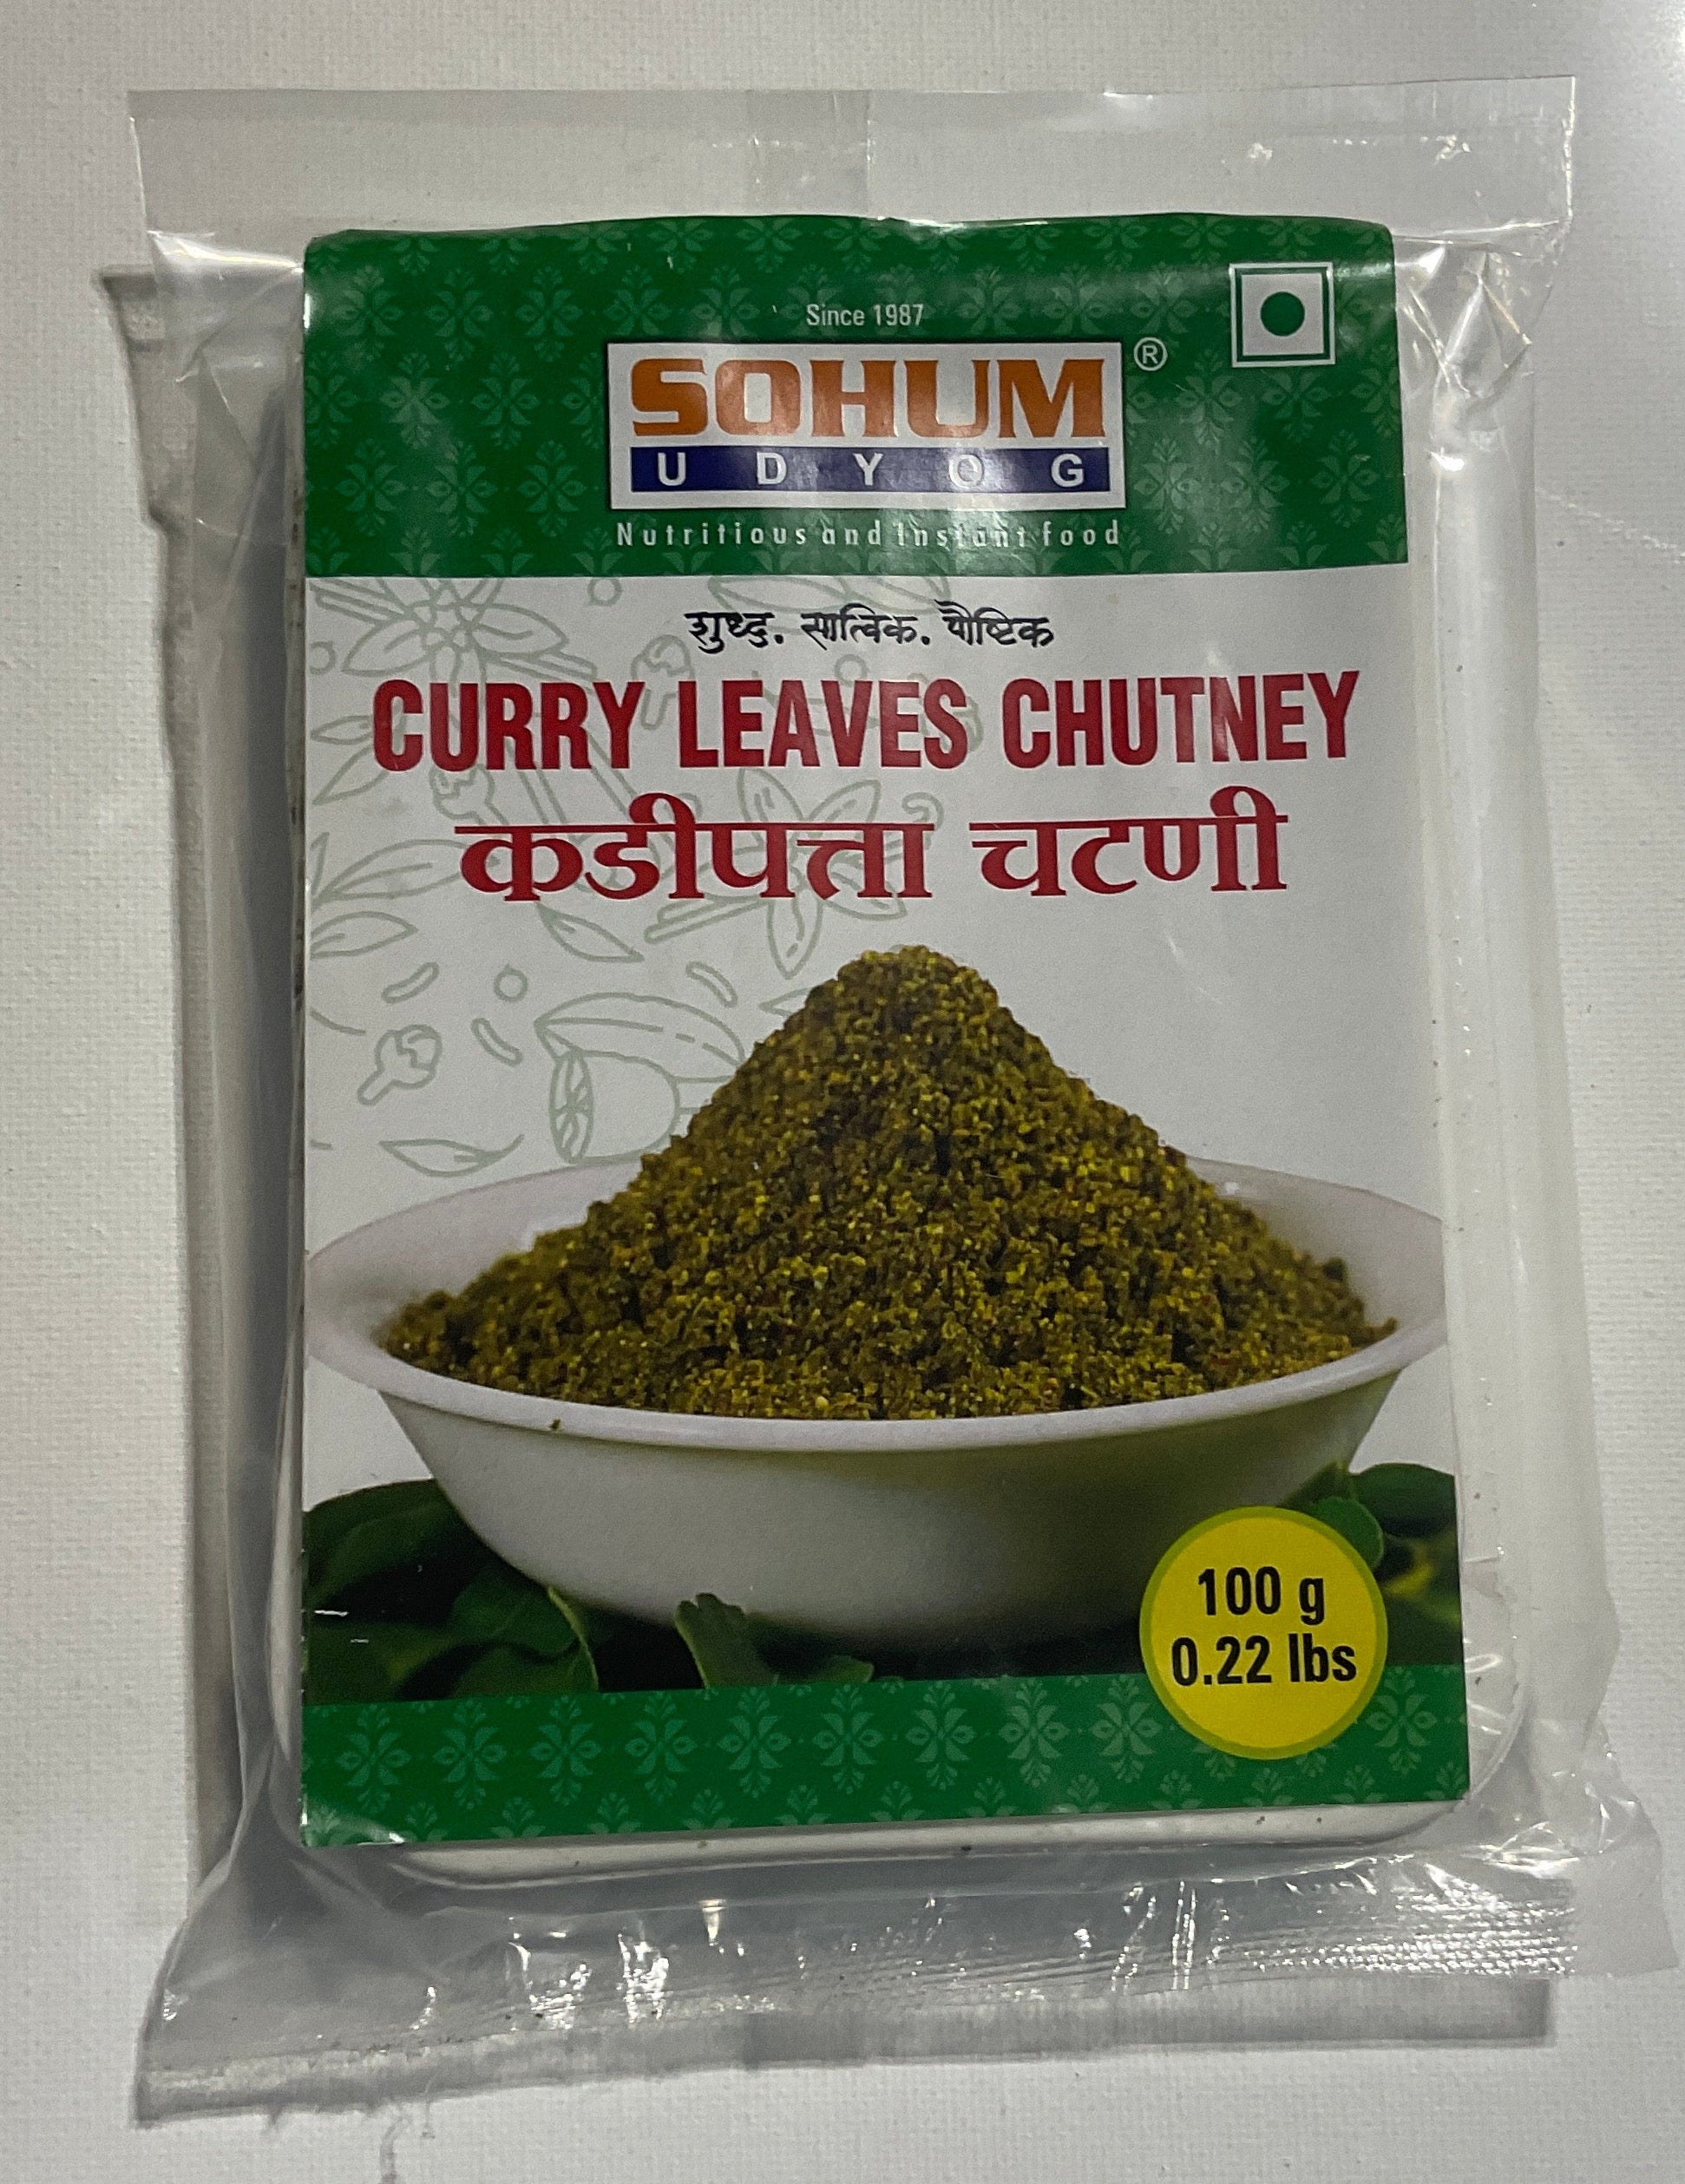 Since 1987
SOHUM ®
UDYOG
Nutritious and Instant food
शुध्द. सात्विक. पौष्टिक
CURRY LEAVES CHUTNEY
कडीपत्ता चटणी
100 g
0.22 lbs